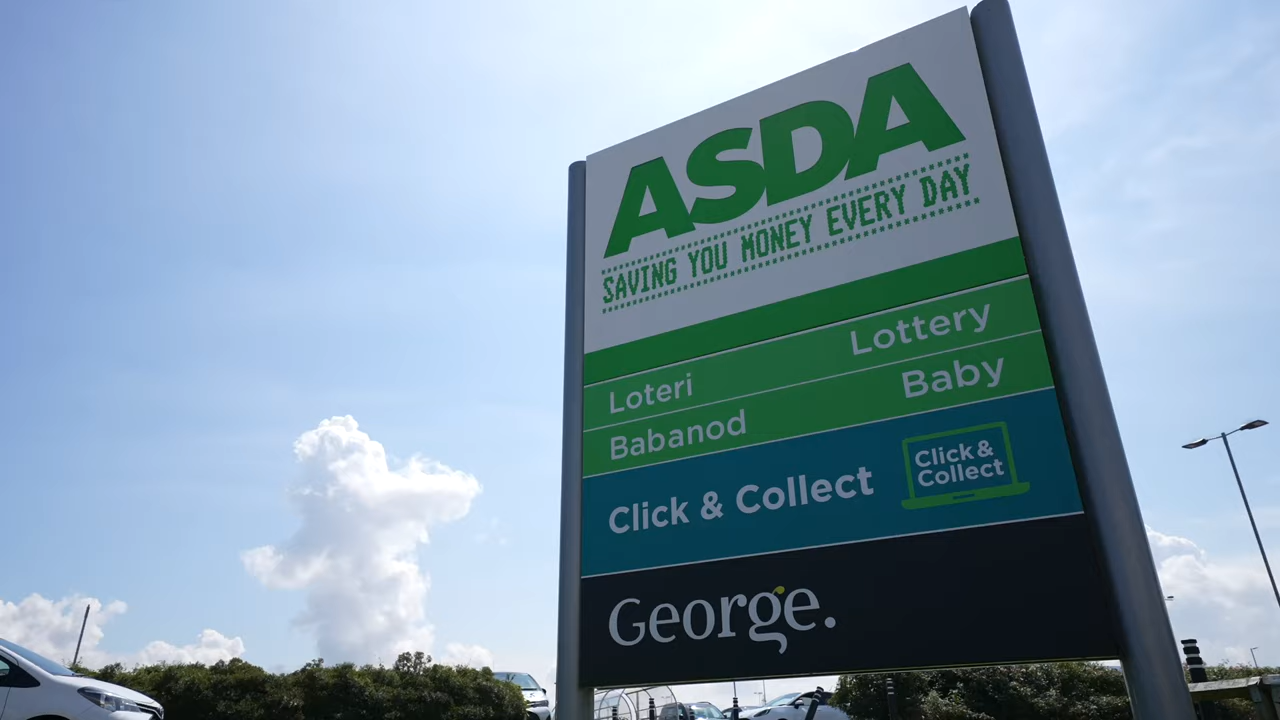 ASDA
SAVING YOU MONEY EVERY DAY
Loteri Lottery
Babanod Baby
Click & Collect
Click &
Collect
George.